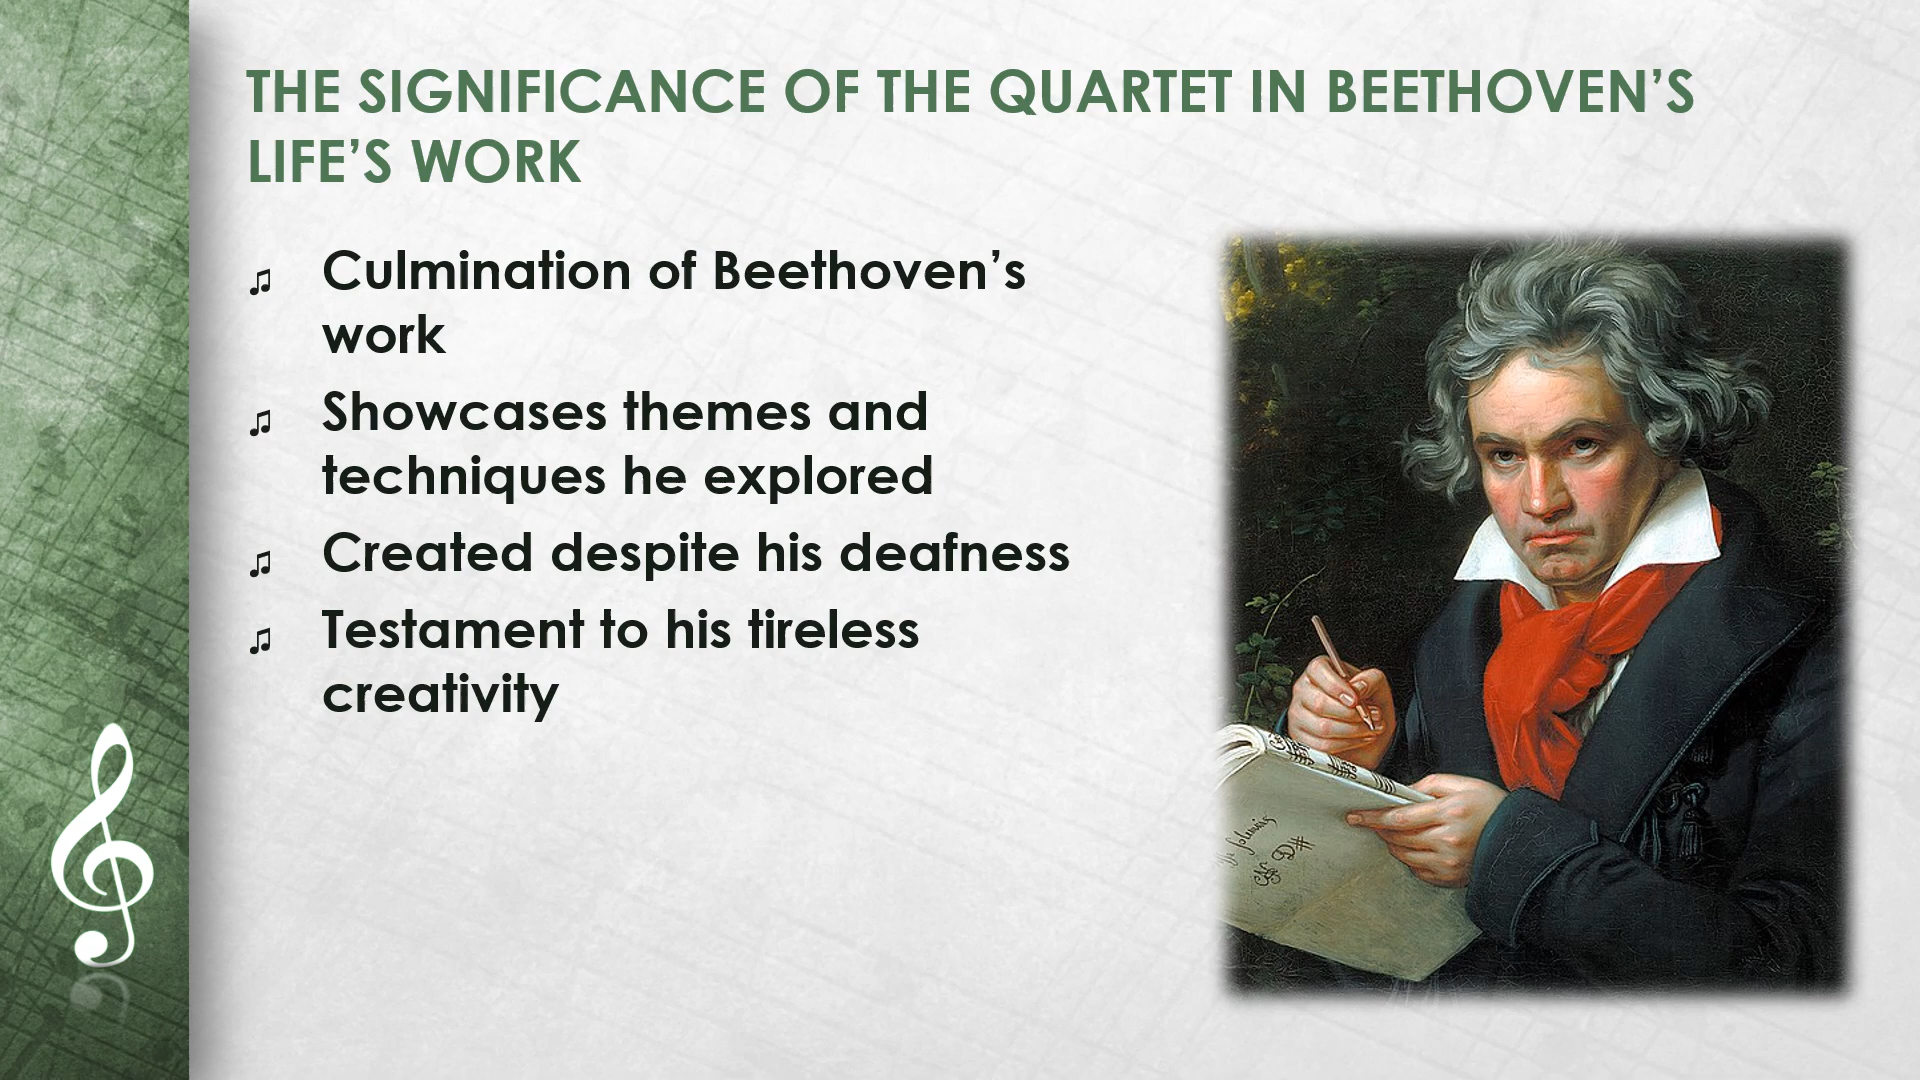 THE SIGNIFICANCE OF THE QUARTET IN BEETHOVEN’S
LIFE’S WORK
♫ Culmination of Beethoven’s
work
♫ Showcases themes and
techniques he explored
♫ Created despite his deafness
♫ Testament to his tireless
creativity